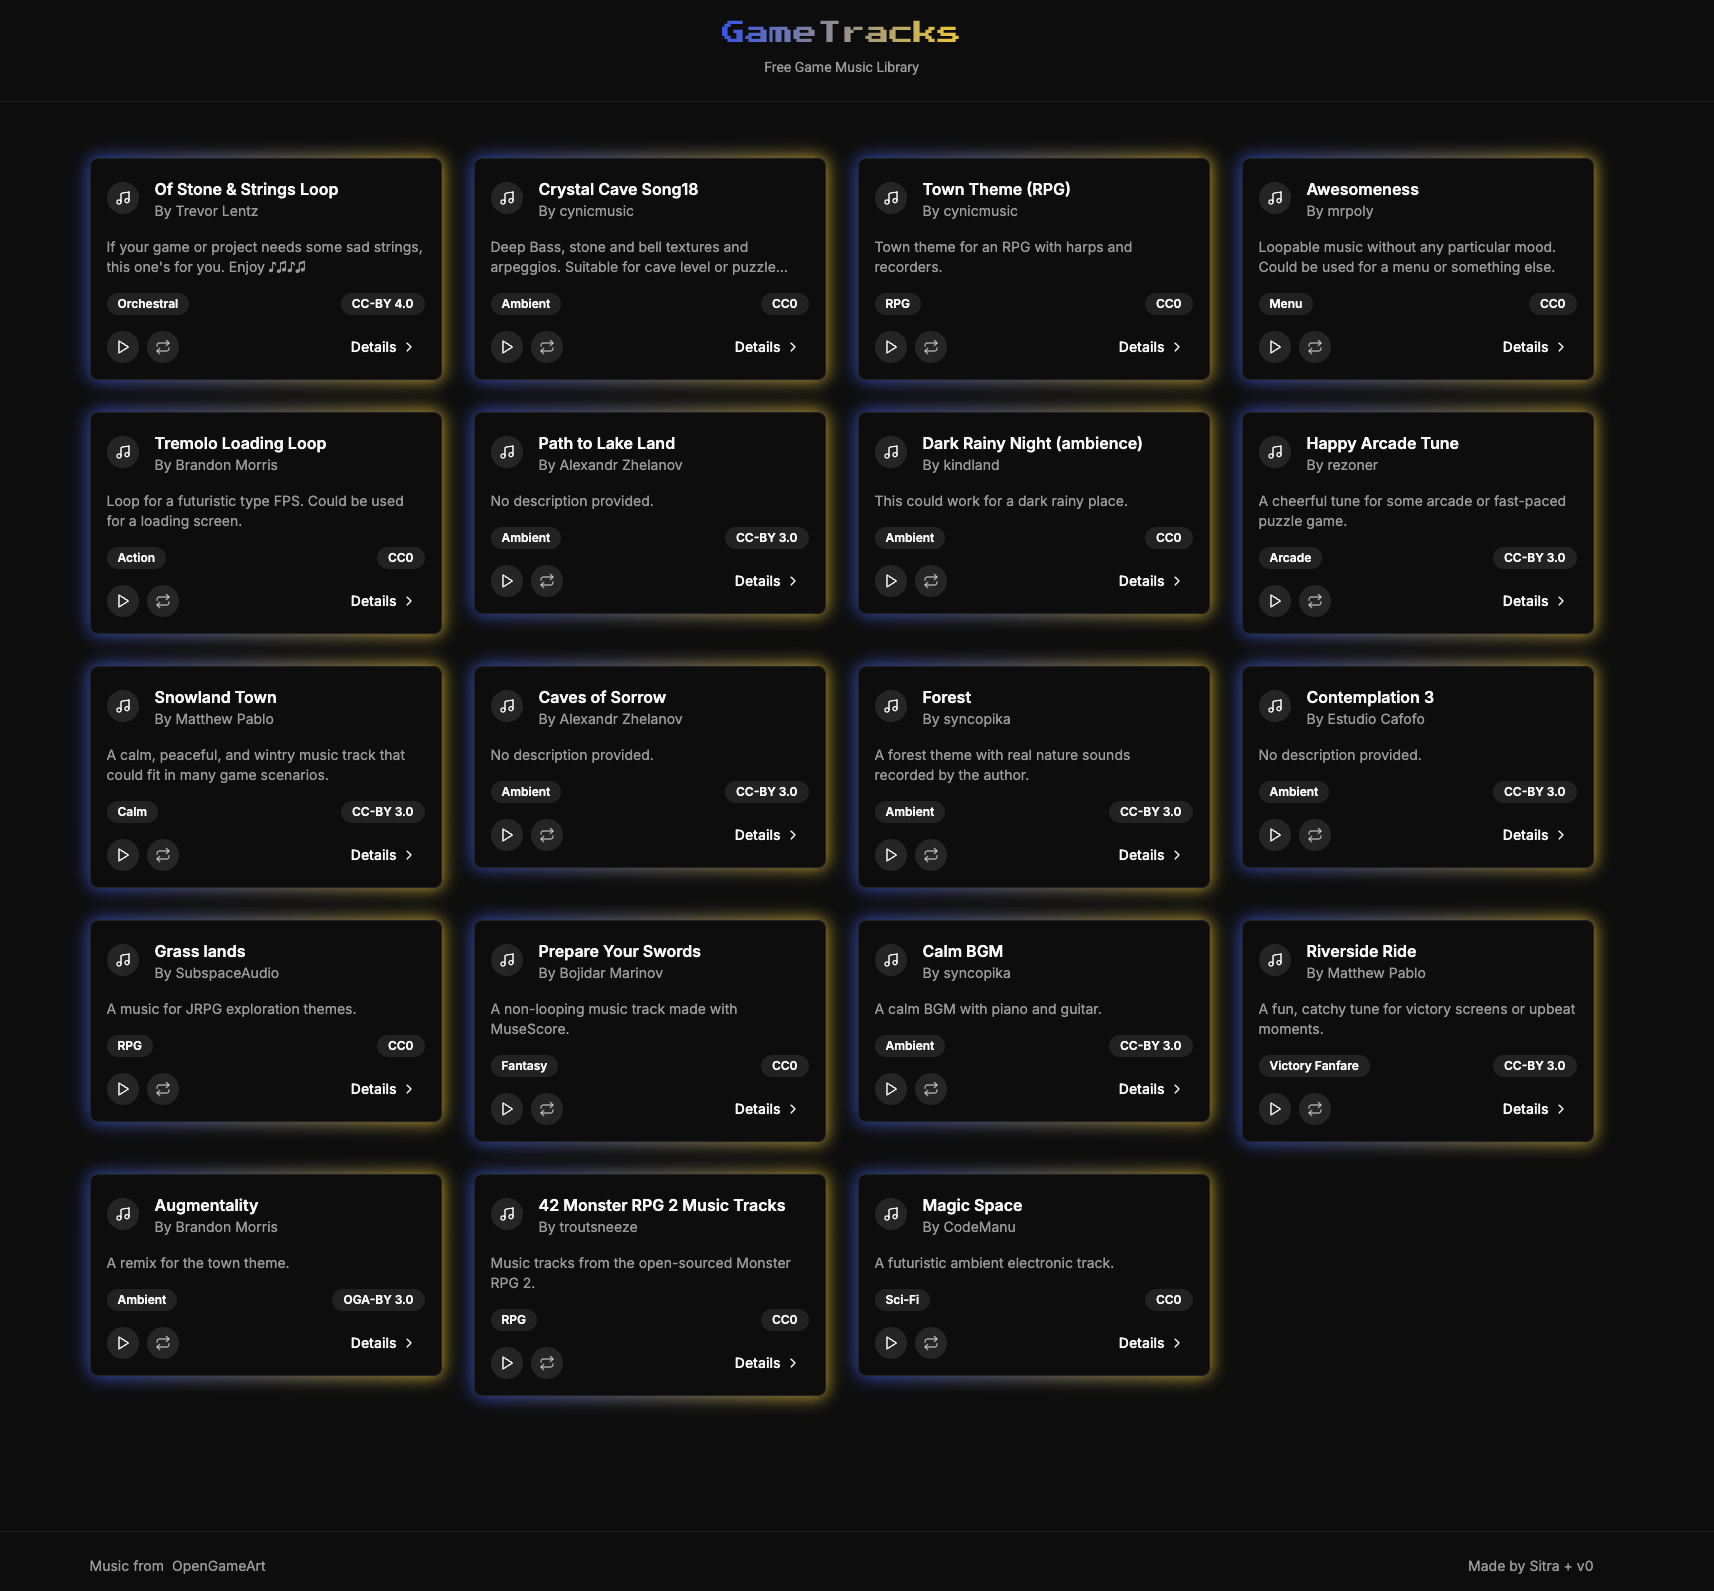 GameTracks
Free Game Music Library
Of Stone & Strings Loop
By Trevor Lentz
If your game or project needs some sad strings,
this one's for you. Enjoy ♪♫♪♫
Orchestral
CC-BY 4.0
Details
Crystal Cave Song18
By cynicmusic
Deep Bass, stone and bell textures and
arpeggios. Suitable for cave level or puzzle...
Ambient
CC0
Details
Town Theme (RPG)
By cynicmusic
Town theme for an RPG with harps and
recorders.
RPG
CC0
Details
Awesomeness
By mrpoly
Loopable music without any particular mood.
Could be used for a menu or something else.
Menu
CC0
Details
Tremolo Loading Loop
By Brandon Morris
Loop for a futuristic type FPS. Could be used
for a loading screen.
Action
CC0
Details
Path to Lake Land
By Alexandr Zhelanov
No description provided.
Ambient
CC-BY 3.0
Details
Dark Rainy Night (ambience)
By kindland
This could work for a dark rainy place.
Ambient
CC0
Details
Happy Arcade Tune
By rezoner
A cheerful tune for some arcade or fast-paced
puzzle game.
Arcade
CC-BY 3.0
Details
Snowland Town
By Matthew Pablo
A calm, peaceful, and wintry music track that
could fit in many game scenarios.
Calm
CC-BY 3.0
Details
Caves of Sorrow
By Alexandr Zhelanov
No description provided.
Ambient
CC-BY 3.0
Details
Forest
By syncopika
A forest theme with real nature sounds
recorded by the author.
Ambient
CC-BY 3.0
Details
Contemplation 3
By Estudio Cafofo
No description provided.
Ambient
CC-BY 3.0
Details
Grass lands
By SubspaceAudio
A music for JRPG exploration themes.
RPG
CC0
Details
Prepare Your Swords
By Bojidar Marinov
A non-looping music track made with
MuseScore.
Fantasy
CC0
Details
Calm BGM
By syncopika
A calm BGM with piano and guitar.
Ambient
CC-BY 3.0
Details
Riverside Ride
By Matthew Pablo
A fun, catchy tune for victory screens or upbeat
moments.
Victory Fanfare
CC-BY 3.0
Details
Augmentality
By Brandon Morris
A remix for the town theme.
Ambient
OGA-BY 3.0
Details
42 Monster RPG 2 Music Tracks
By troutsneeze
Music tracks from the open-sourced Monster
RPG 2.
RPG
CC0
Details
Magic Space
By CodeManu
A futuristic ambient electronic track.
Sci-Fi
CC0
Details
Music from OpenGameArt
Made by Sitra + v0